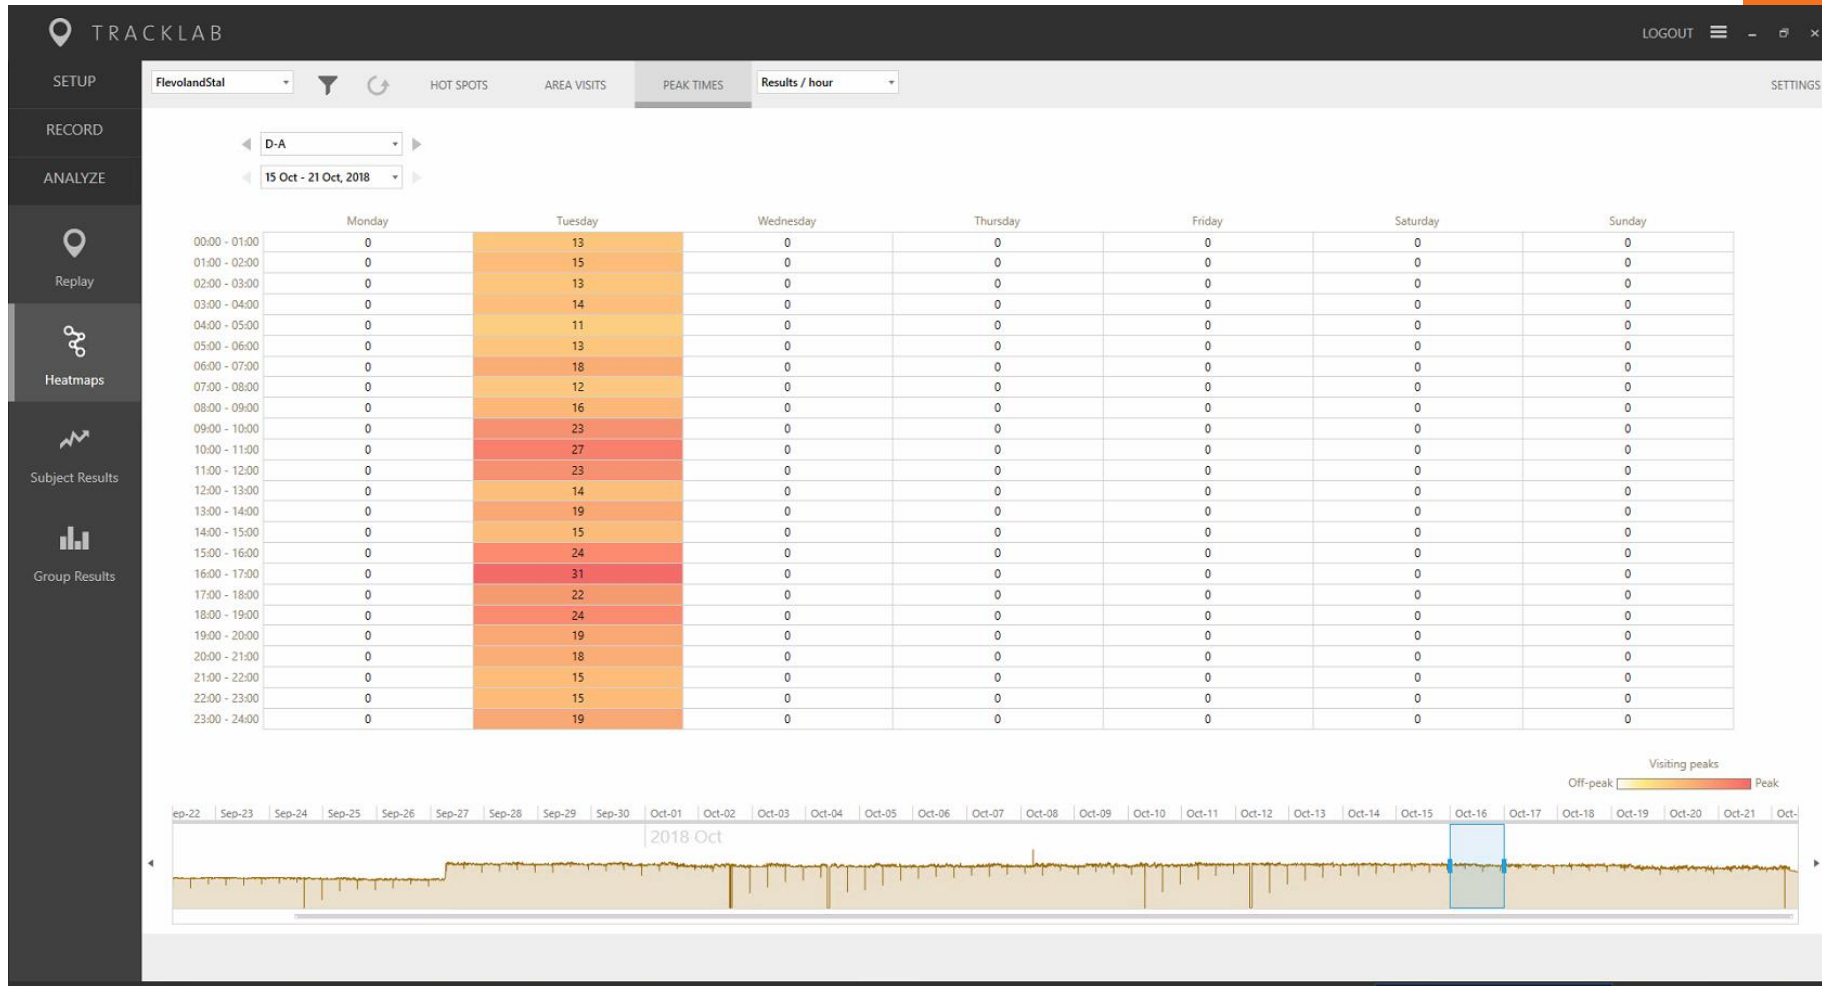 TRACKLAB
LOGOUT
SETUP
RECORD
ANALYZE
Replay
Heatmaps
Subject Results
Group Results
FlevolandStal HOT SPOTS AREA VISITS PEAK TIMES Results / hour SETTINGS
D-A
15 Oct - 21 Oct, 2018
Monday Tuesday Wednesday Thursday Friday Saturday Sunday
00:00 - 01:00 0 13 0 0 0 0 0
01:00 - 02:00 0 15 0 0 0 0 0
02:00 - 03:00 0 13 0 0 0 0 0
03:00 - 04:00 0 14 0 0 0 0 0
04:00 - 05:00 0 11 0 0 0 0 0
05:00 - 06:00 0 13 0 0 0 0 0
06:00 - 07:00 0 18 0 0 0 0 0
07:00 - 08:00 0 12 0 0 0 0 0
08:00 - 09:00 0 16 0 0 0 0 0
09:00 - 10:00 0 23 0 0 0 0 0
10:00 - 11:00 0 27 0 0 0 0 0
11:00 - 12:00 0 23 0 0 0 0 0
12:00 - 13:00 0 14 0 0 0 0 0
13:00 - 14:00 0 19 0 0 0 0 0
14:00 - 15:00 0 15 0 0 0 0 0
15:00 - 16:00 0 24 0 0 0 0 0
16:00 - 17:00 0 31 0 0 0 0 0
17:00 - 18:00 0 22 0 0 0 0 0
18:00 - 19:00 0 24 0 0 0 0 0
19:00 - 20:00 0 19 0 0 0 0 0
20:00 - 21:00 0 18 0 0 0 0 0
21:00 - 22:00 0 15 0 0 0 0 0
22:00 - 23:00 0 15 0 0 0 0 0
23:00 - 24:00 0 19 0 0 0 0 0
Visiting peaks
Off-peak Peak
ep-22 Sep-23 Sep-24 Sep-25 Sep-26 Sep-27 Sep-28 Sep-29 Sep-30 Oct-01 Oct-02 Oct-03 Oct-04 Oct-05 Oct-06 Oct-07 Oct-08 Oct-09 Oct-10 Oct-11 Oct-12 Oct-13 Oct-14 Oct-15 Oct-16 Oct-17 Oct-18 Oct-19 Oct-20 Oct-21 Oct-
2018 Oct